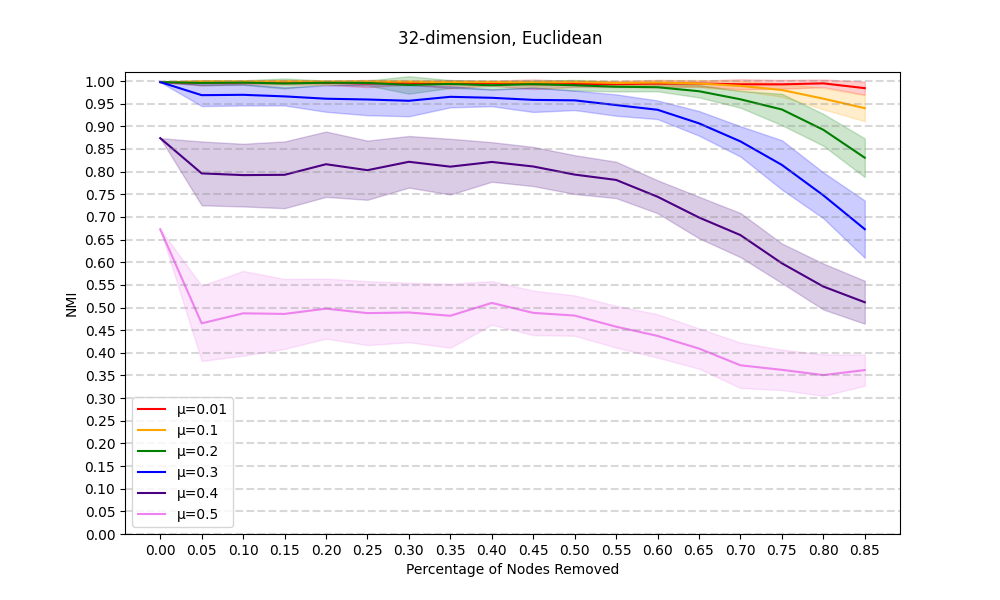 32-dimension, Euclidean
1.00
0.95
0.90
0.85
0.80
0.75
0.70
0.65
0.60
0.55
0.50
0.45
0.40
0.35
0.30
0.25
0.20
0.15
0.10
0.05
0.00
NMI
μ=0.01
μ=0.1
μ=0.2
μ=0.3
μ=0.4
μ=0.5
0.00 0.05 0.10 0.15 0.20 0.25 0.30 0.35 0.40 0.45 0.50 0.55 0.60 0.65 0.70 0.75 0.80 0.85
Percentage of Nodes Removed